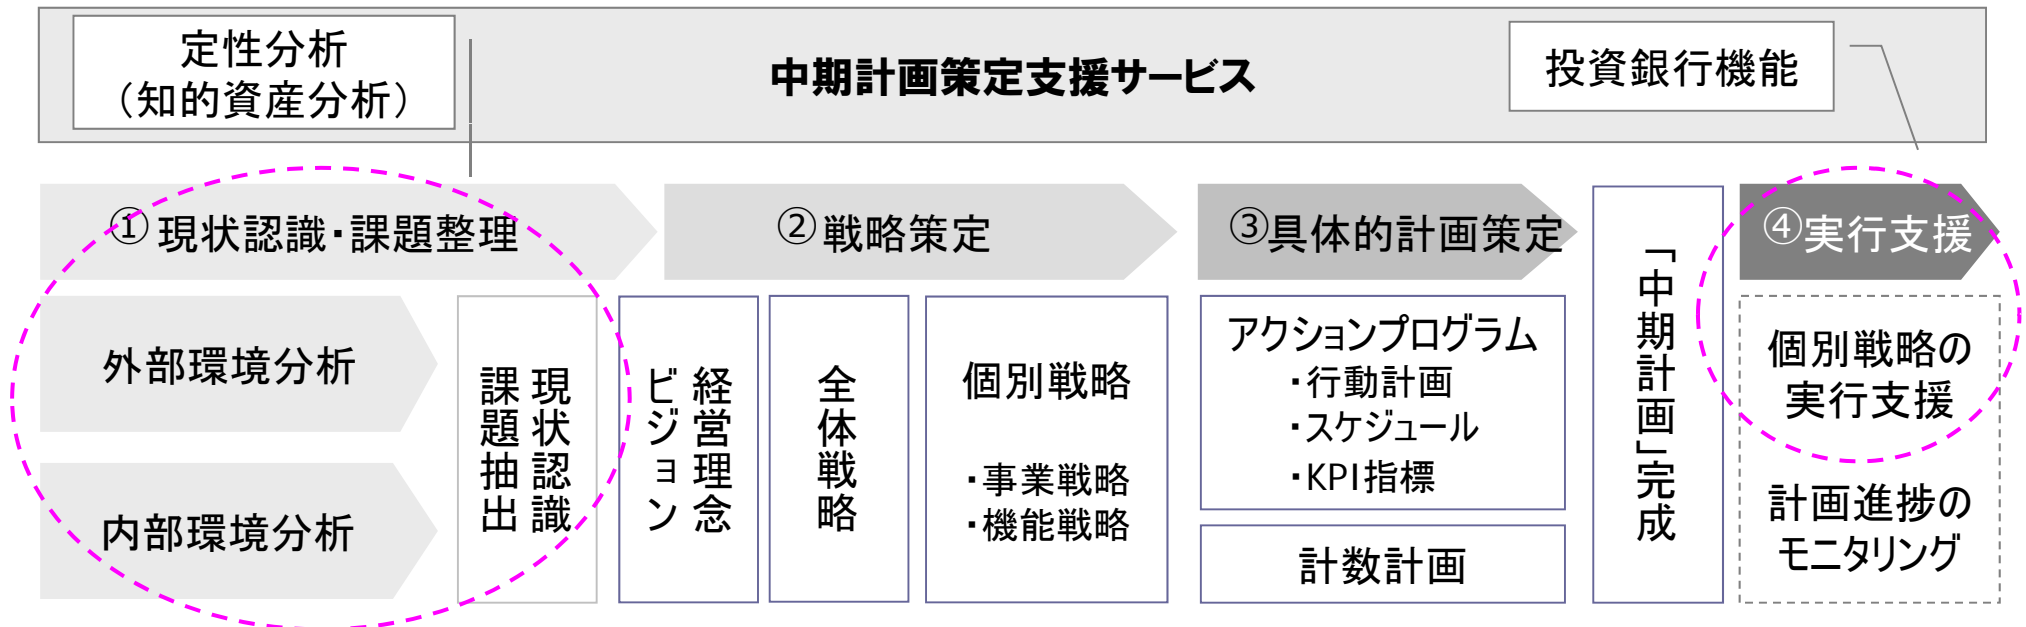 定性分析
（知的資産分析）
中期計画策定支援サービス
投資銀行機能
①現状認識・課題整理
②戦略策定
③具体的計画策定
④実行支援
外部環境分析
内部環境分析
現状認識
課題抽出
経営理念
ビジョン
全体戦略
個別戦略
・事業戦略
・機能戦略
アクションプログラム
・行動計画
・スケジュール
・KPI指標
計数計画
「中期計画」完成
個別戦略の
実行支援
計画進捗の
モニタリング